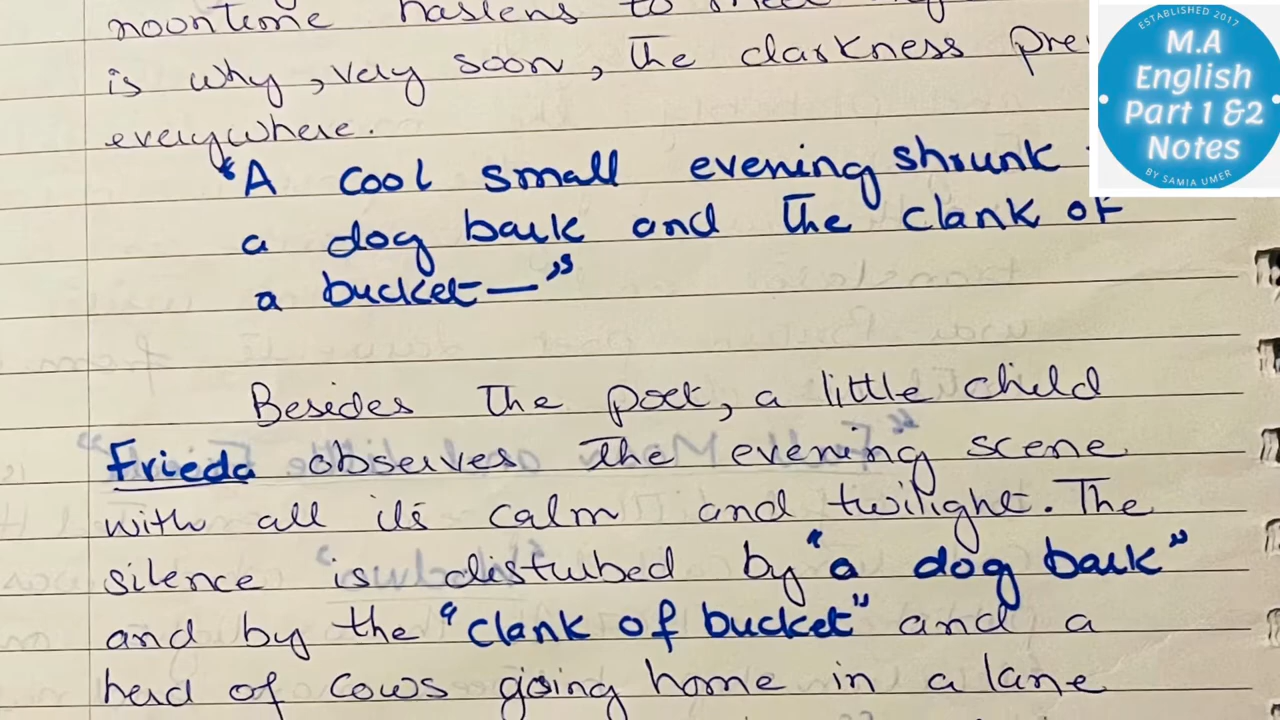 noontime hastens to
is why, very soon, the darkness pre
everywhere.
"A cool small evening shrunk
a dog bark and the clank of
a bucket—"
Besides the poet, a little child
Frieda observes the evening scene
with all its calm and twilight. The
silence is disturbed by "a dog bark"
and by the "clank of bucket" and a
herd of cows going home in a lane
ESTABLISHED 2017
M.A
English
Part 1 &2
Notes
BY SAMIA UMER